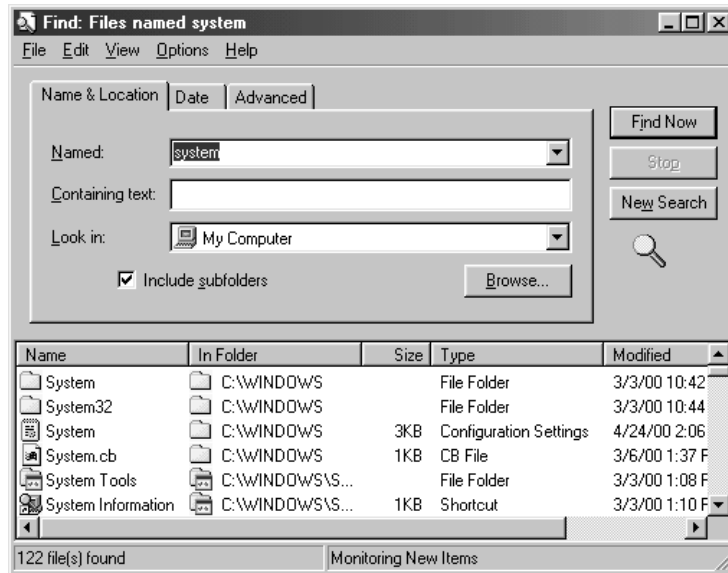 Find: Files named system
File Edit View Options Help
Name & Location Date Advanced
Named: system
Containing text:
Look in: My Computer
Include subfolders Browse...
Find Now
Stop
New Search
Name In Folder Size Type Modified
System C:\WINDOWS File Folder 3/3/00 10:42
System32 C:\WINDOWS File Folder 3/3/00 10:44
System C:\WINDOWS 3KB Configuration Settings 4/24/00 2:06
System.cb C:\WINDOWS 1KB CB File 3/6/00 1:37 F
System Tools C:\WINDOWS\S... File Folder 3/3/00 1:08 F
System Information C:\WINDOWS\S... 1KB Shortcut 3/3/00 1:10 F
122 file(s) found Monitoring New Items